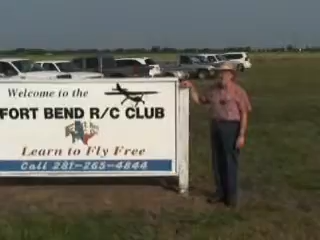 Welcome to the
FORT BEND R/C CLUB
Learn to Fly Free
Call 281-265-4844